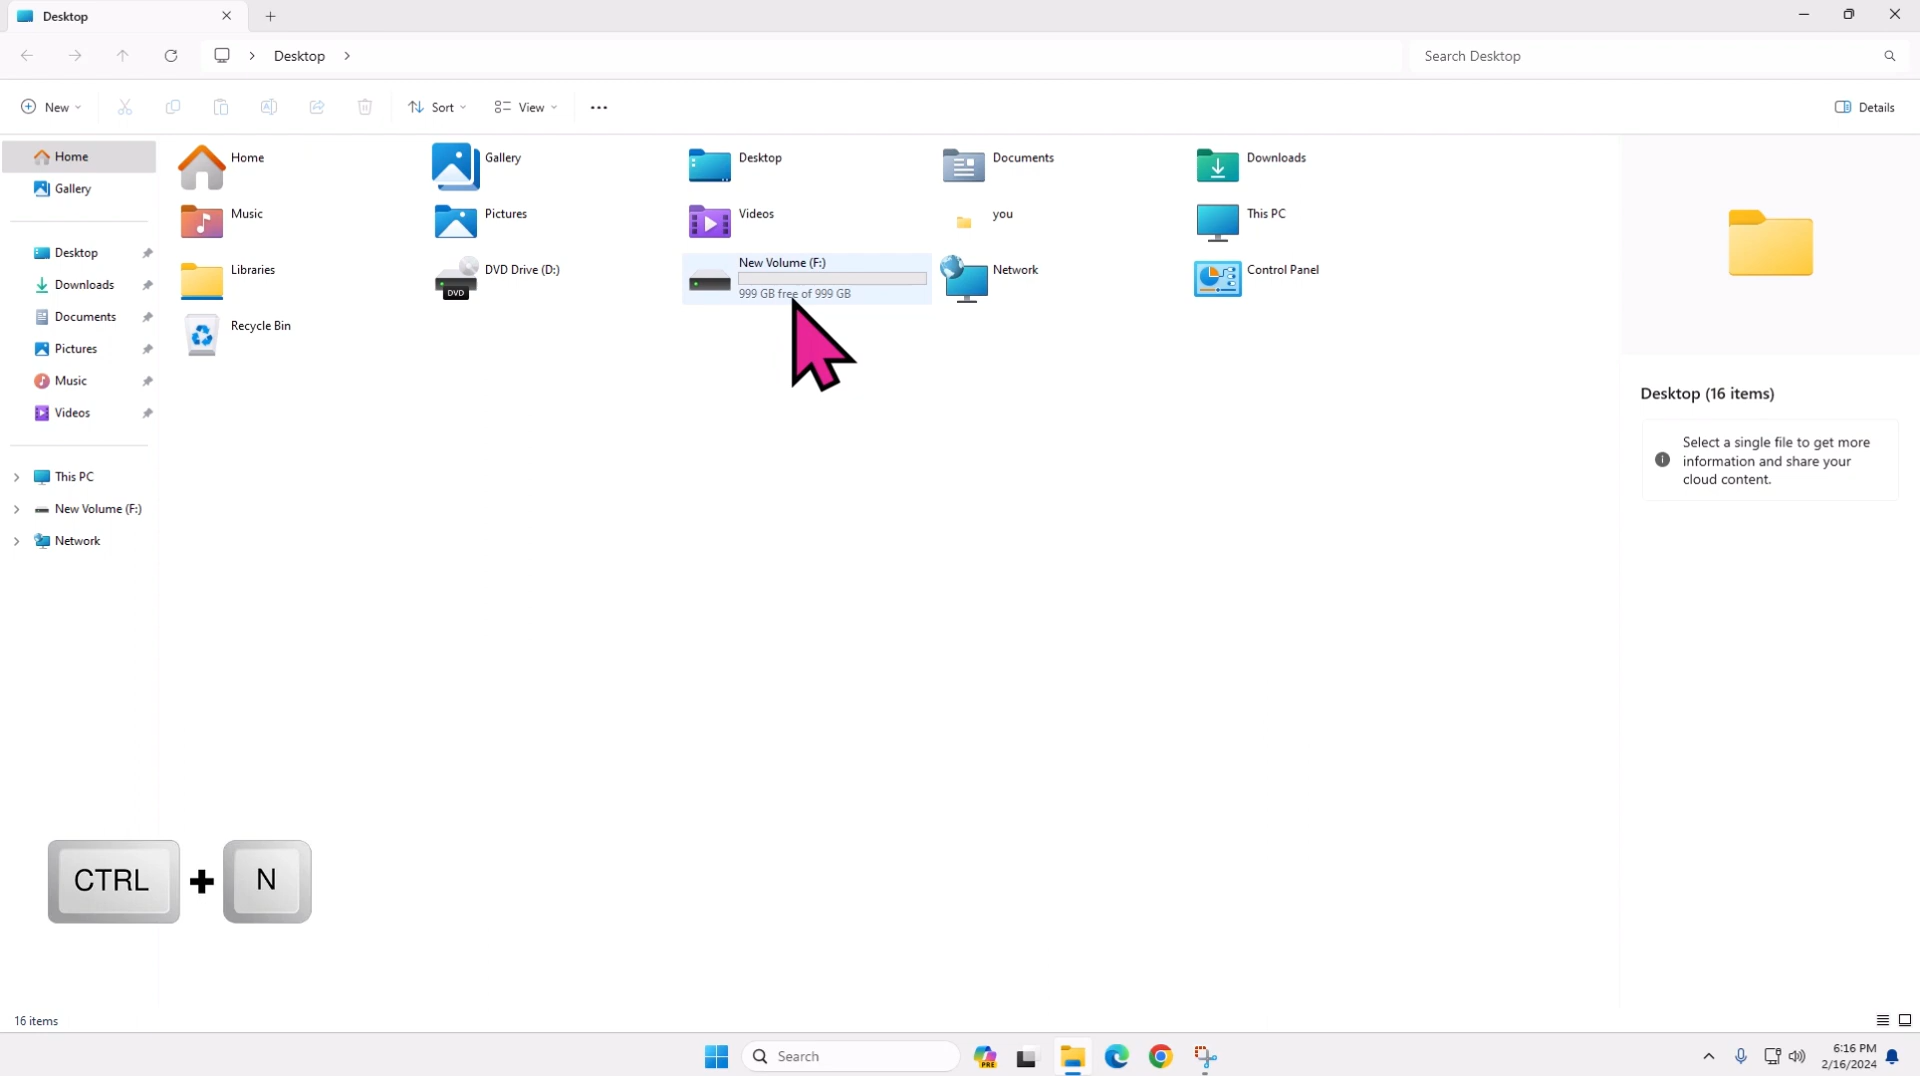 Desktop
Desktop
Search Desktop
New
Sort
View
Details
Home
Gallery
Desktop
Downloads
Documents
Pictures
Music
Videos
This PC
New Volume (F:)
Network
Home
Gallery
Desktop
Documents
Downloads
Music
Pictures
Videos
you
This PC
Libraries
DVD
DVD Drive (D:)
New Volume (F:)
999 GB free of 999 GB
Network
Control Panel
Recycle Bin
Desktop (16 items)
Select a single file to get more
information and share your
cloud content.
CTRL + N
16 items
Search
PRE
6:16 PM
2/16/2024